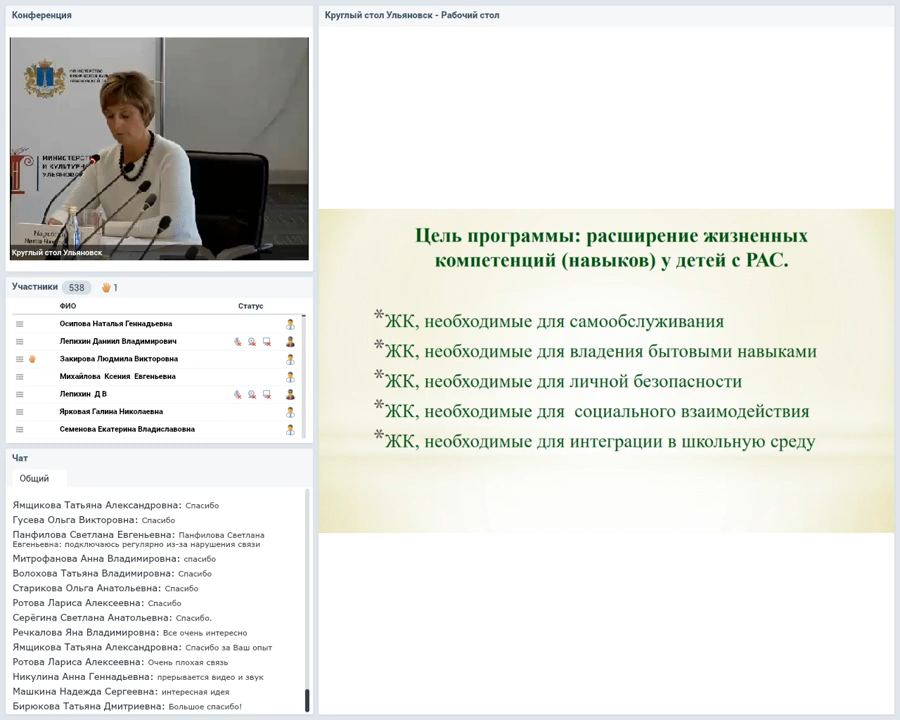 Конференция
МИНИСТЕРСТВО
МИНИСТЕРСТ
И КУЛЬТУР
УЛЬЯНОВСКОЙ
Круглый стол Ульяновск
Участники 538 1
ФИО Статус
Осипова Наталья Геннадьевна
Лепихин Даниил Владимирович
Закирова Людмила Викторовна
Михайлова Ксения Евгеньевна
Лепихин Д В
Ярковая Галина Николаевна
Семенова Екатерина Владиславовна
Чат
Общий
Ямщикова Татьяна Александровна: Спасибо
Гусева Ольга Викторовна: Спасибо
Панфилова Светлана Евгеньевна: Панфилова Светлана
Евгеньевна: подключаюсь регулярно из-за нарушения связи
Митрофанова Анна Владимировна: спасибо
Волохова Татьяна Владимировна: Спасибо
Старикова Ольга Анатольевна: Спасибо
Ротова Лариса Алексеевна: Спасибо
Серёгина Светлана Анатольевна: Спасибо.
Речкалова Яна Владимировна: Все очень интересно
Ямщикова Татьяна Александровна: Спасибо за Ваш опыт
Ротова Лариса Алексеевна: Очень плохая связь
Никулина Анна Геннадьевна: прерывается видео и звук
Машкина Надежда Сергеевна: интересная идея
Бирюкова Татьяна Дмитриевна: Большое спасибо!
Круглый стол Ульяновск - Рабочий стол
Цель программы: расширение жизненных
компетенций (навыков) у детей с РАС.
*ЖК, необходимые для самообслуживания
*ЖК, необходимые для владения бытовыми навыками
*ЖК, необходимые для личной безопасности
*ЖК, необходимые для социального взаимодействия
*ЖК, необходимые для интеграции в школьную среду